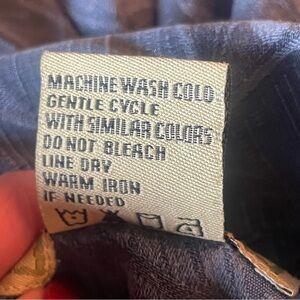 MACHINE WASH COLD
GENTLE CYCLE
WITH SIMILAR COLORS
DO NOT BLEACH
LINE DRY
WARM IRON
IF NEEDED